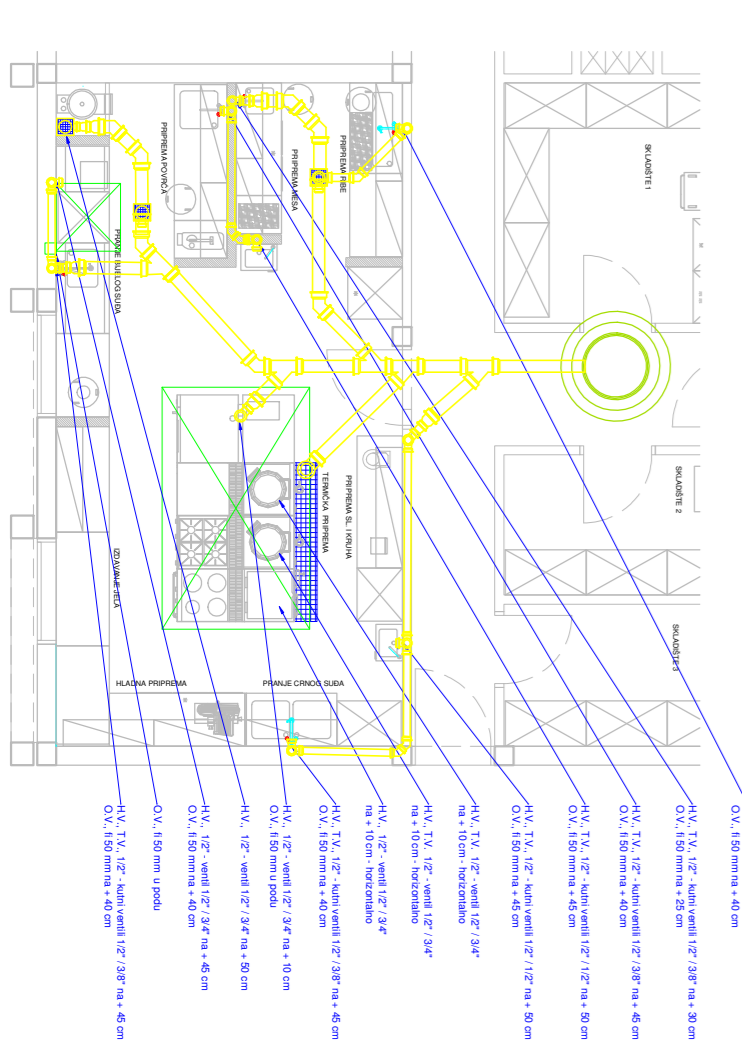 SKLADIŠTE 1
SKLADIŠTE 2
SKLADIŠTE 3
PRIPREMA RIBE
PRIPREMA MESA
PRIPREMA POVRČA
PRANJE BIJELOG SUĐA
PRIPREMA SL. I KRUHA
TERMIČKA PRIPREMA
IZDAVANJE JELA
HLADNA PRIPREMA
PRANJE CRNOG SUĐA
O.V., fi 50 mm na + 40 cm
H.V., T.V., 1/2" - kutni ventili 1/2" / 3/8" na + 30 cm
O.V., fi 50 mm na + 25 cm
H.V., T.V., 1/2" - kutni ventili 1/2" / 3/8" na + 45 cm
O.V., fi 50 mm na + 40 cm
H.V., T.V., 1/2" - kutni ventili 1/2" / 1/2" na + 50 cm
O.V., fi 50 mm na + 45 cm
H.V., T.V., 1/2" - kutni ventili 1/2" / 1/2" na + 50 cm
O.V., fi 50 mm na + 45 cm
H.V., T.V., 1/2" - ventil 1/2" / 3/4"
na + 10 cm - horizontalno
H.V., T.V., 1/2" - ventil 1/2" / 3/4"
na + 10 cm - horizontalno
H.V., 1/2" - ventil 1/2" / 3/4"
na + 10 cm - horizontalno
H.V., T.V., 1/2" - kutni ventili 1/2" / 3/8" na + 45 cm
O.V., fi 50 mm na + 40 cm
H.V., 1/2" - ventil 1/2" / 3/4" na + 10 cm
O.V., fi 50 mm u podu
H.V., 1/2" - ventil 1/2" / 3/4" na + 50 cm
H.V., 1/2" - ventil 1/2" / 3/4" na + 45 cm
O.V., fi 50 mm na + 40 cm
O.V., fi 50 mm u podu
H.V., T.V., 1/2" - kutni ventili 1/2" / 3/8" na + 45 cm
O.V., fi 50 mm na + 40 cm